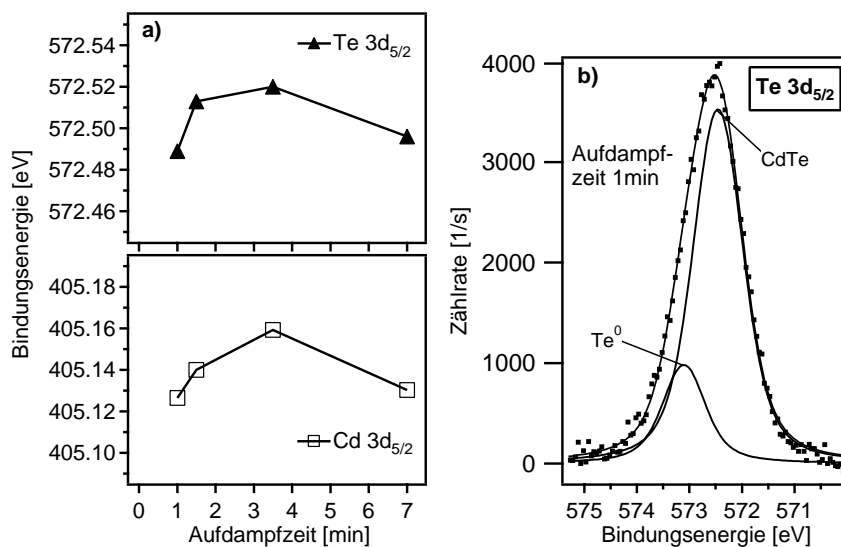 a)
Te 3d5/2
572.54
572.52
572.50
572.48
572.46
Bindungsenergie [eV]
405.18
405.16
405.14
405.12
405.10
Cd 3d5/2
0 1 2 3 4 5 6 7
Aufdampfzeit [min]
b)
Te 3d5/2
Aufdampf-
zeit 1min
CdTe
Te0
4000
3000
2000
1000
0
Zählrate [1/s]
575 574 573 572 571
Bindungsenergie [eV]